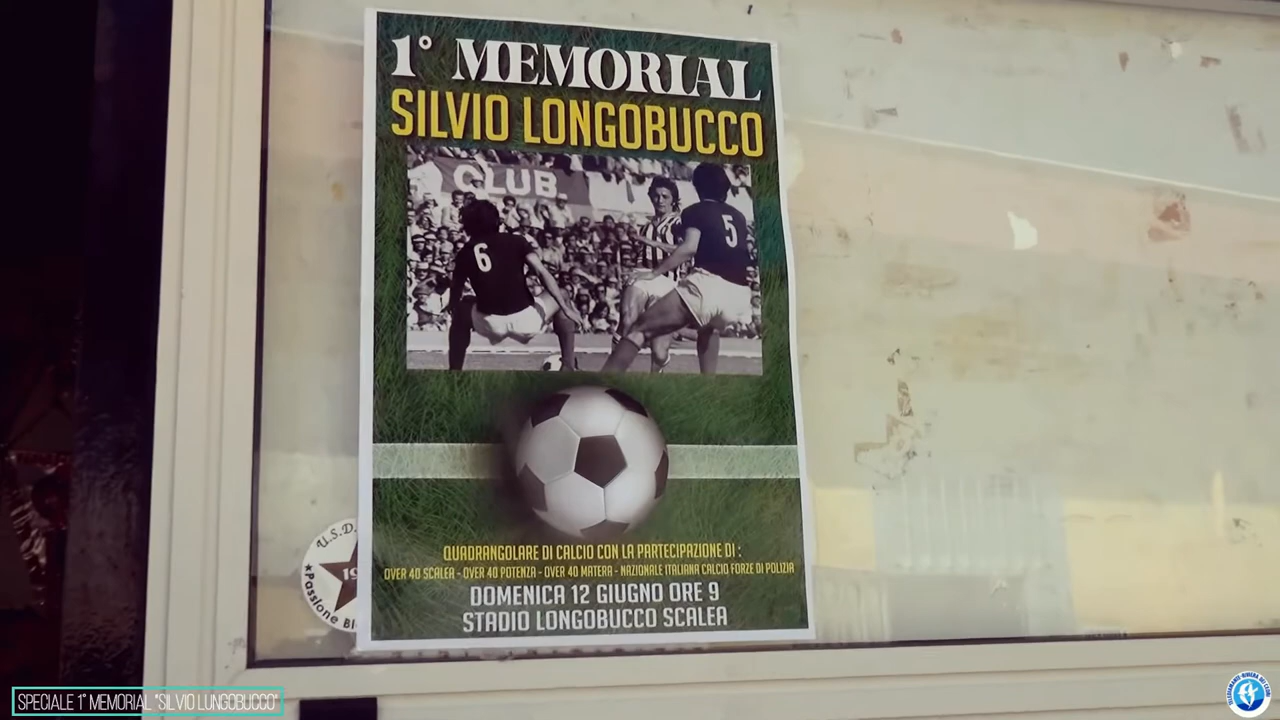 1° MEMORIAL
SILVIO LONGOBUCCO
CLUB
6
5
QUADRANGOLARE DI CALCIO CON LA PARTECIPAZIONE DI :
OVER 40 SCALEA - OVER 40 POTENZA - OVER 40 MATERA - NAZIONALE ITALIANA CALCIO FORZE DI POLIZIA
DOMENICA 12 GIUGNO ORE 9
STADIO LONGOBUCCO SCALEA
U.S.D.
19
Passione
SPECIALE 1° MEMORIAL "SILVIO LUNGOBUCCO"